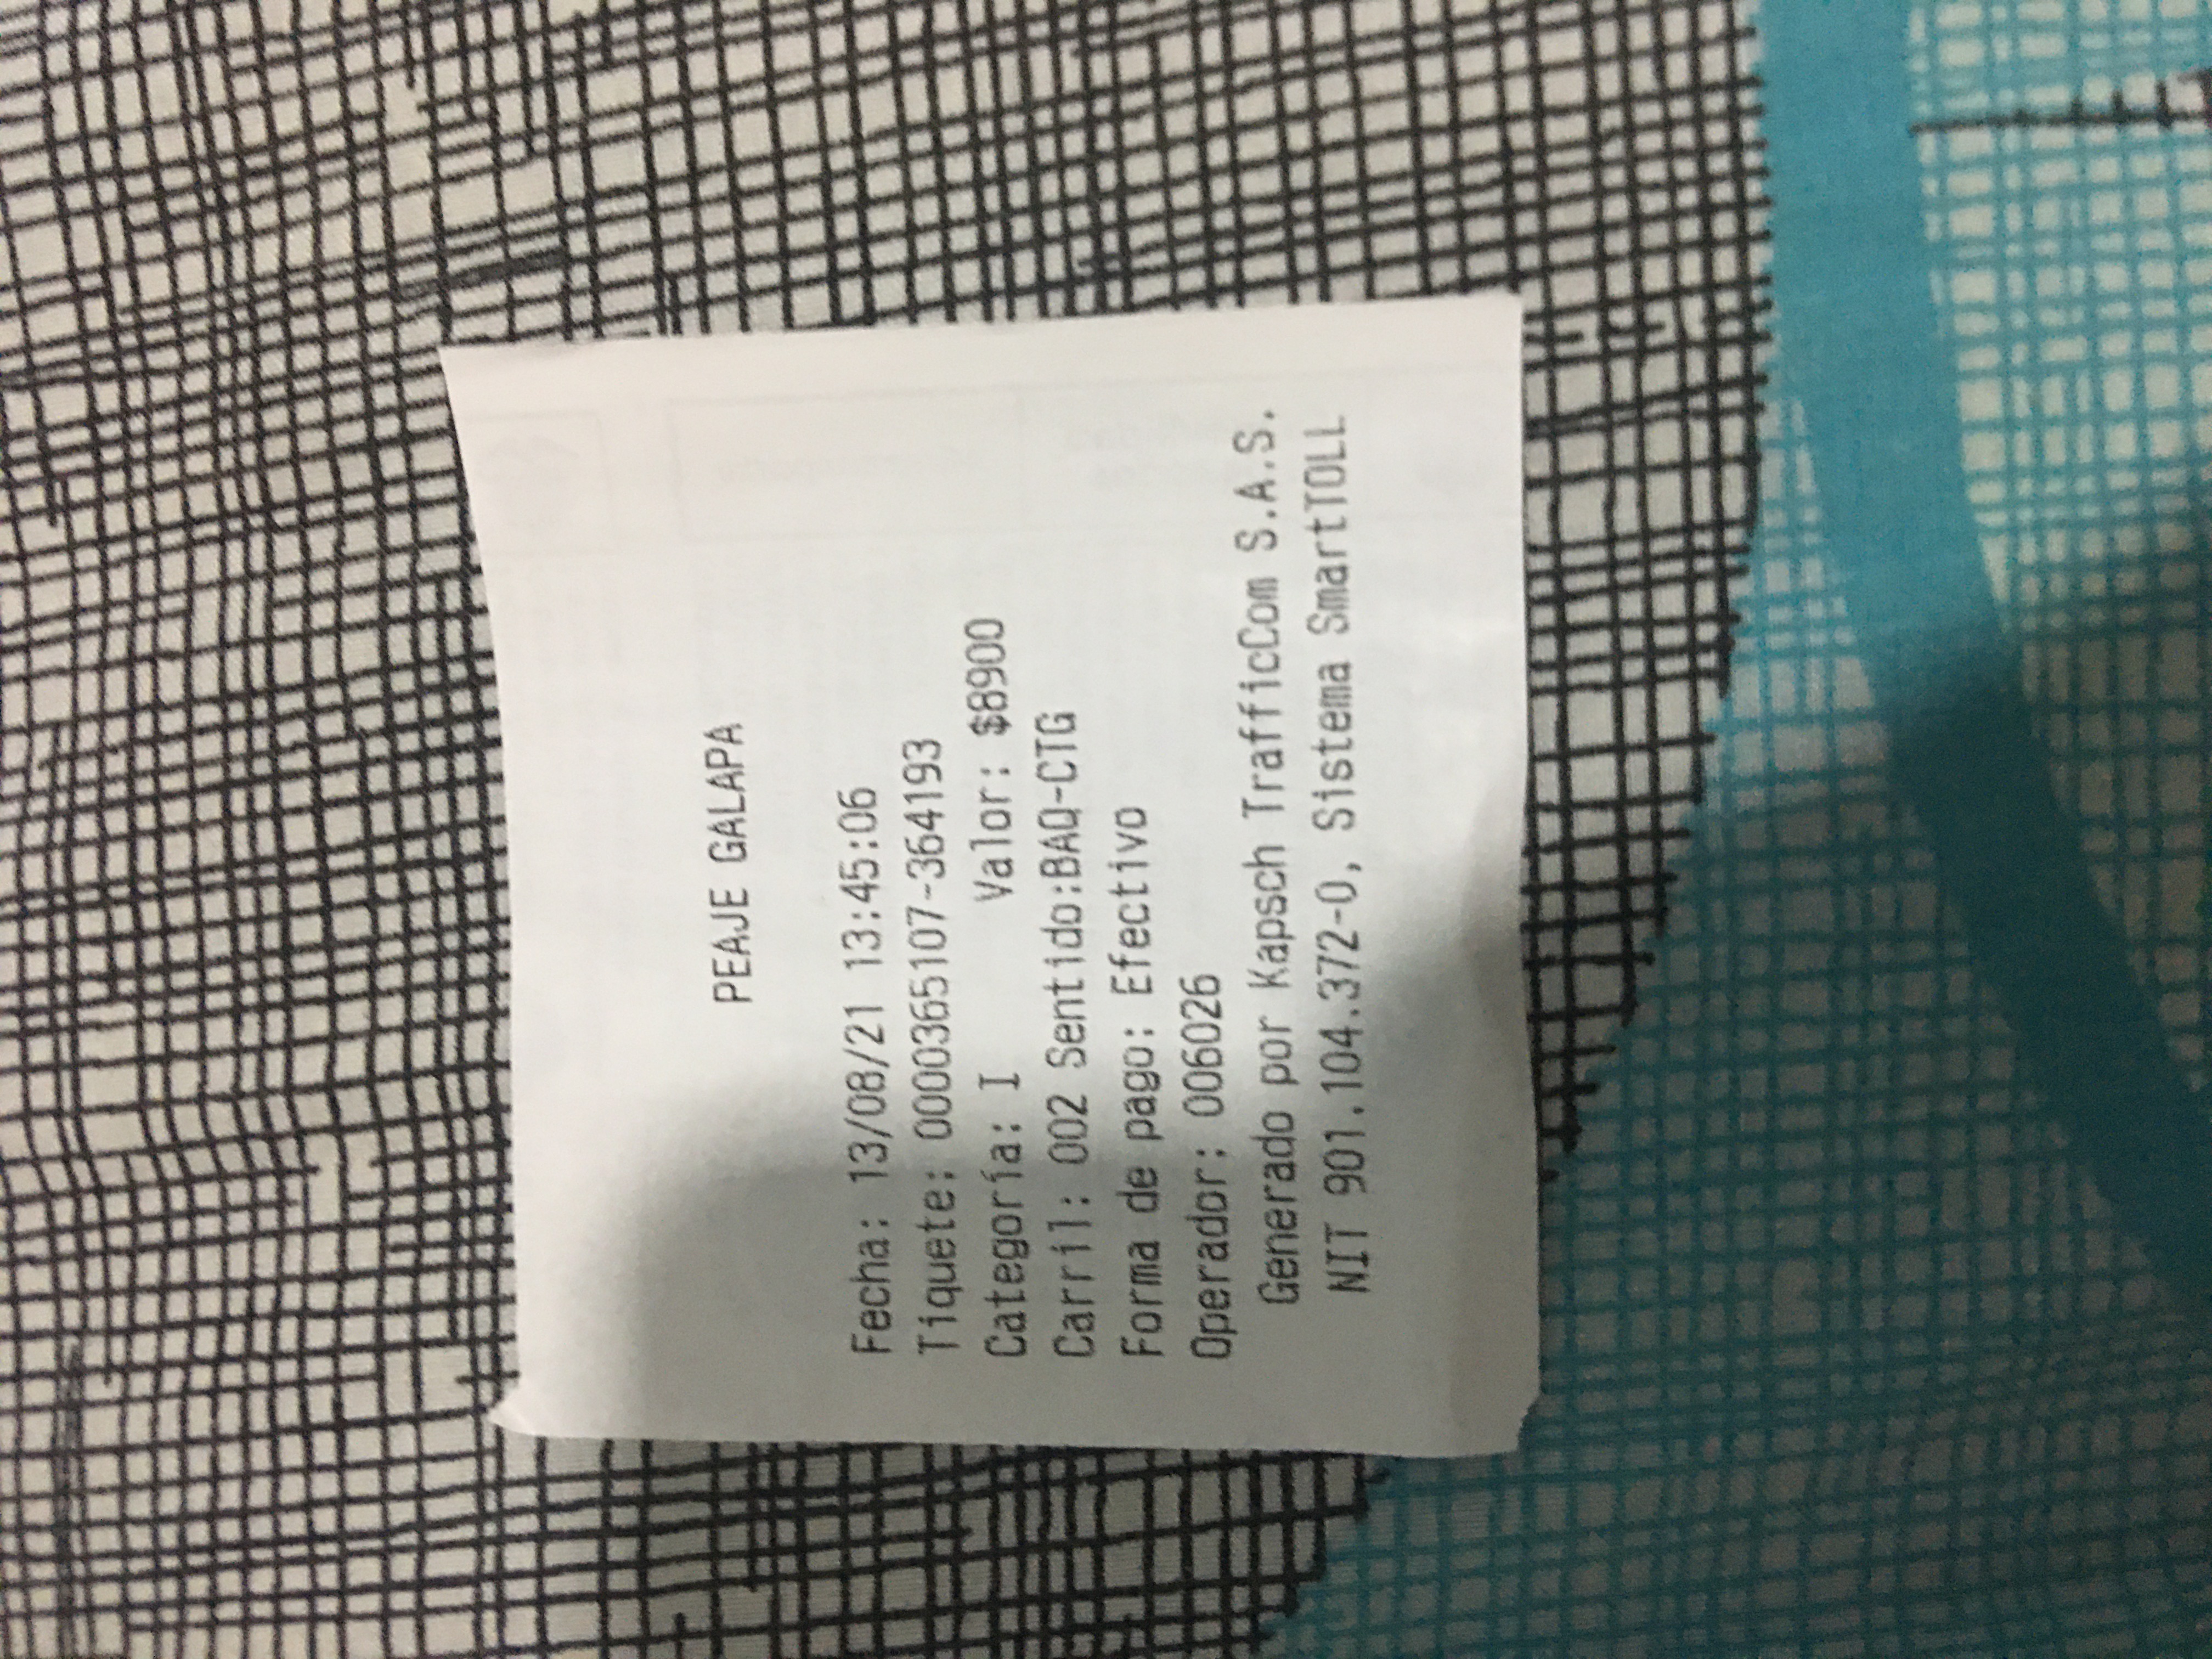 PEAJE GALAPA
Fecha: 13/08/21 13:45:06
Tiquete: 0000365107-364193
Categoría: I Valor: $8900
Carril: 002 Sentido:BAQ-CTG
Forma de pago: Efectivo
Operador: 006026
Generado por Kapsch TrafficCom S.A.S.
NIT 901.104.372-0, Sistema SmartTOLL